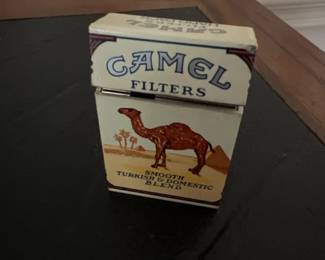 CAMEL
FILTERS
SMOOTH
TURKISH & DOMESTIC
BLEND